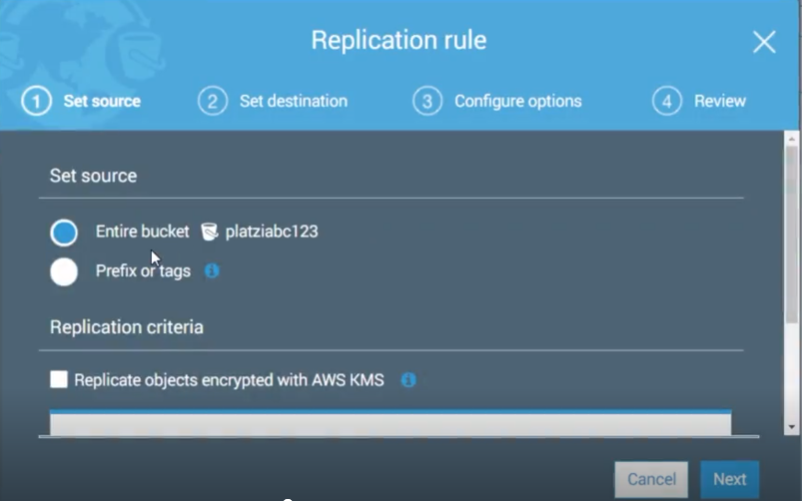 Replication rule
1 Set source 2 Set destination 3 Configure options 4 Review
Set source
Entire bucket platziabc123
Prefix or tags
Replication criteria
Replicate objects encrypted with AWS KMS
Cancel Next